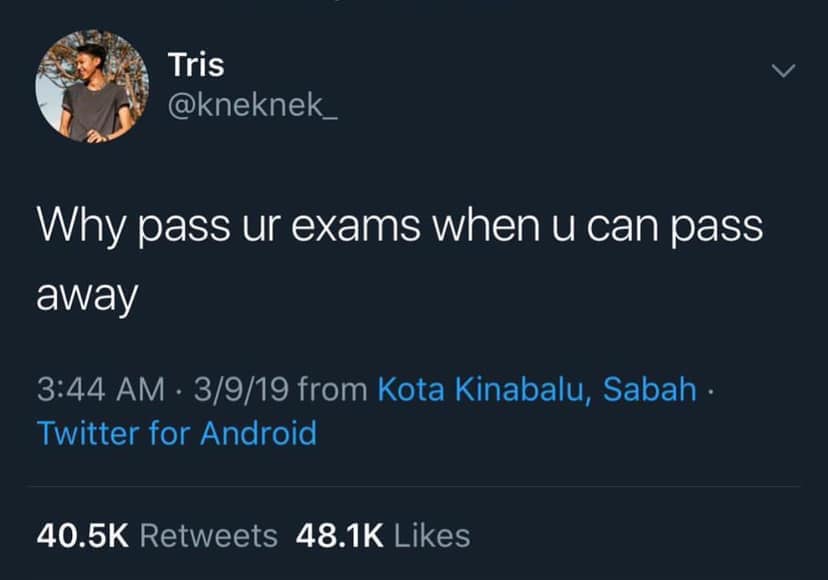 Tris
@kneknek_
Why pass ur exams when u can pass
away
3:44 AM · 3/9/19 from Kota Kinabalu, Sabah ·
Twitter for Android
40.5K Retweets 48.1K Likes